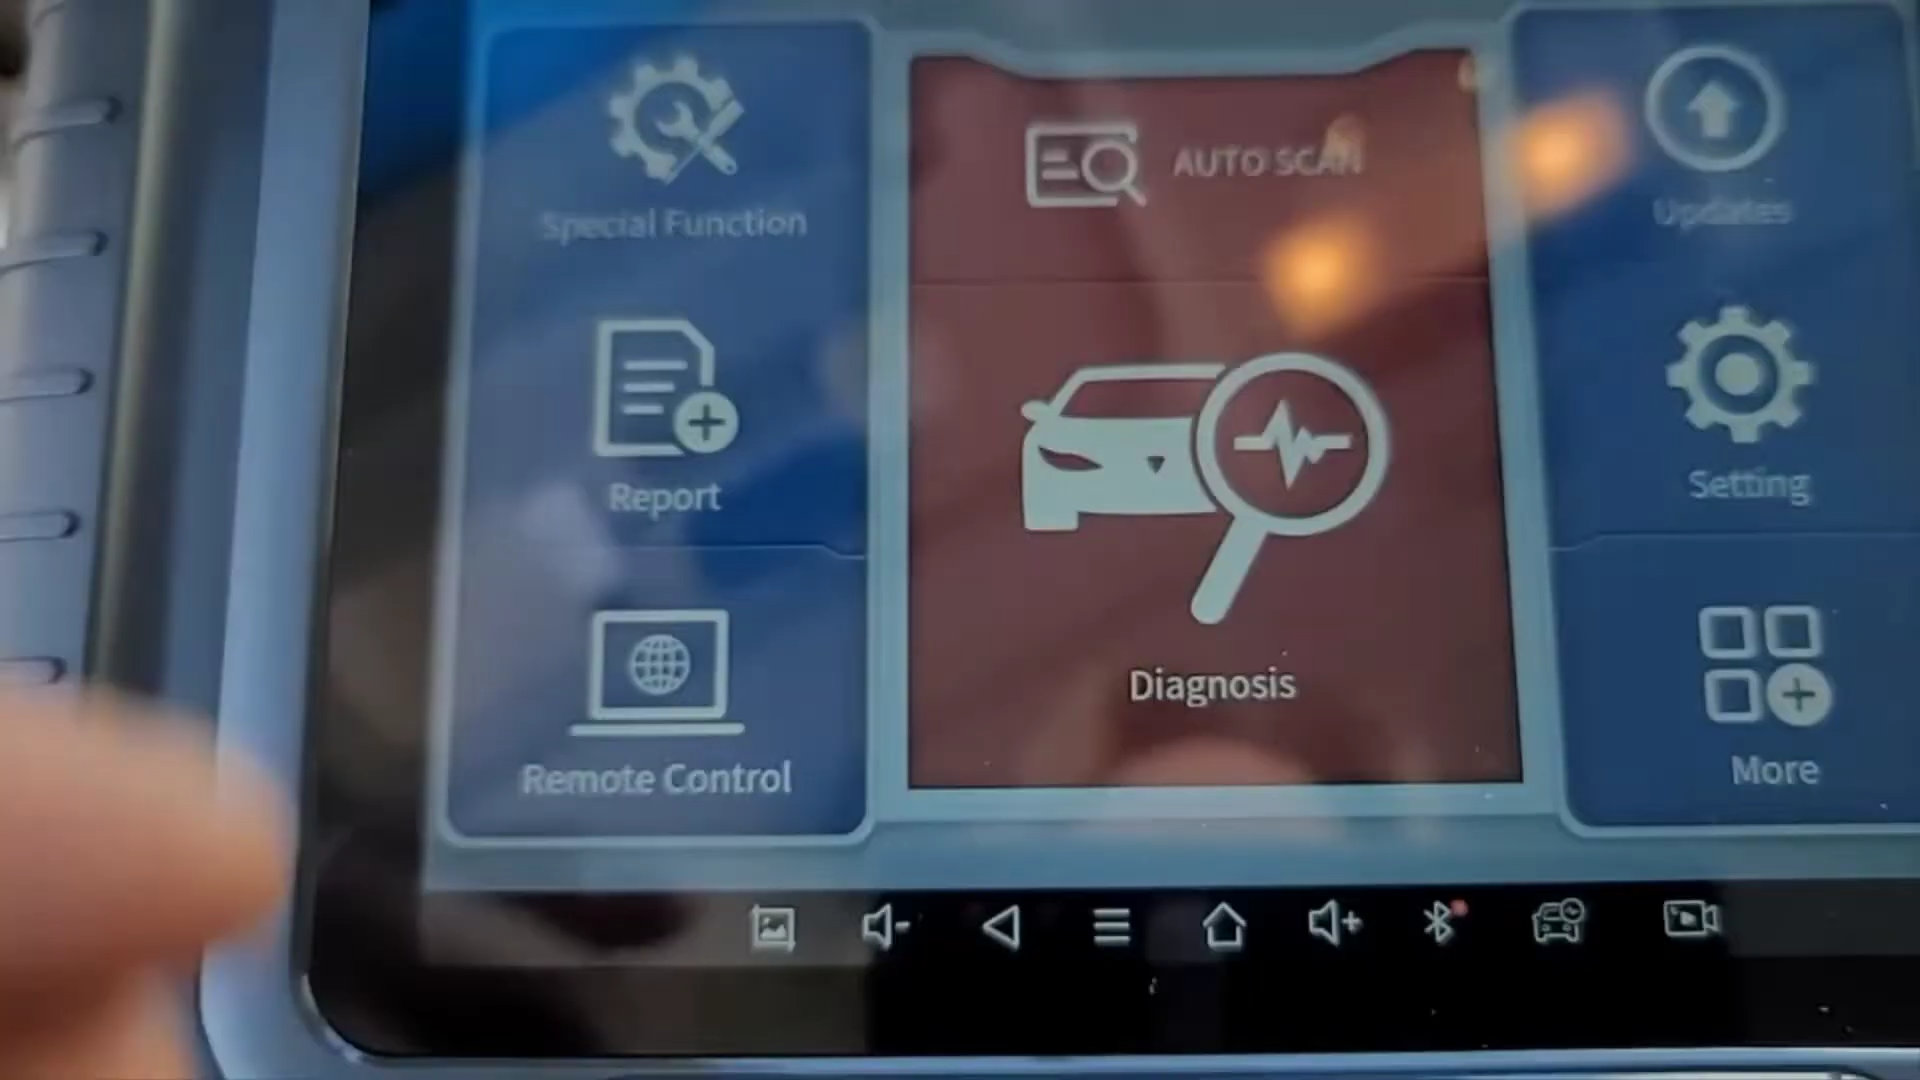 Special Function
Report
Remote Control
AUTO SCAN
Diagnosis
Updates
Setting
More